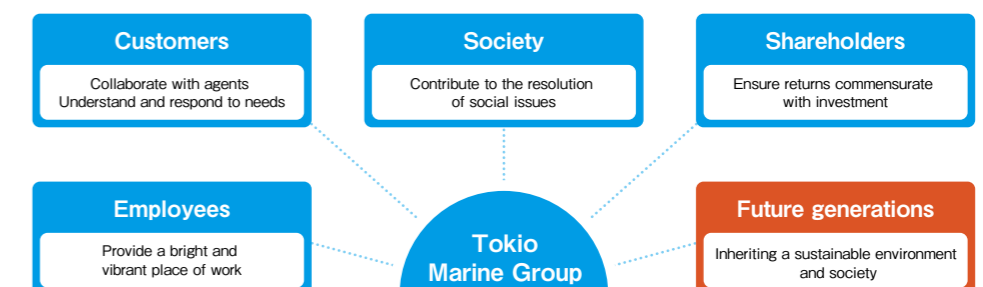 Customers
Collaborate with agents
Understand and respond to needs
Society
Contribute to the resolution
of social issues
Shareholders
Ensure returns commensurate
with investment
Employees
Provide a bright and
vibrant place of work
Tokio
Marine Group
Future generations
Inheriting a sustainable environment
and society